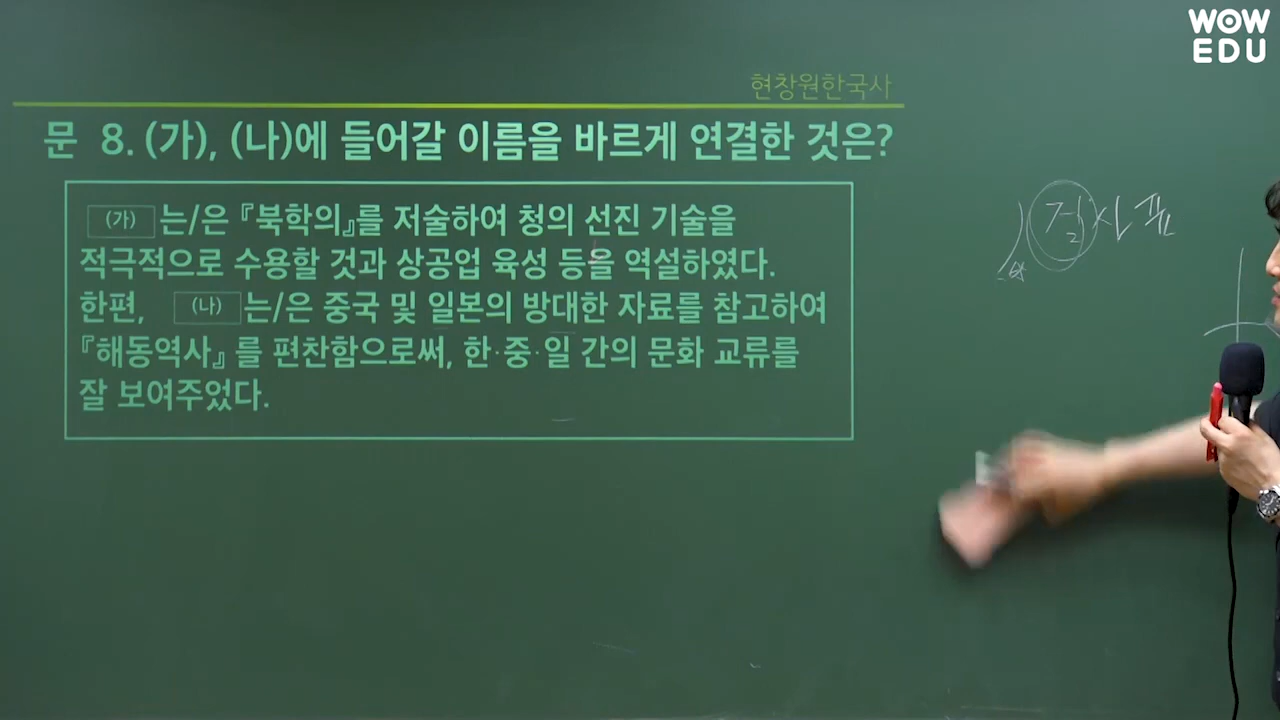 WOW
EDU
현창원한국사
문 8. (가), (나)에 들어갈 이름을 바르게 연결한 것은?
(가) 는/은 『북학의』를 저술하여 청의 선진 기술을
적극적으로 수용할 것과 상공업 육성 등을 역설하였다.
한편, (나) 는/은 중국 및 일본의 방대한 자료를 참고하여
『해동역사』 를 편찬함으로써, 한·중·일 간의 문화 교류를
잘 보여주었다.